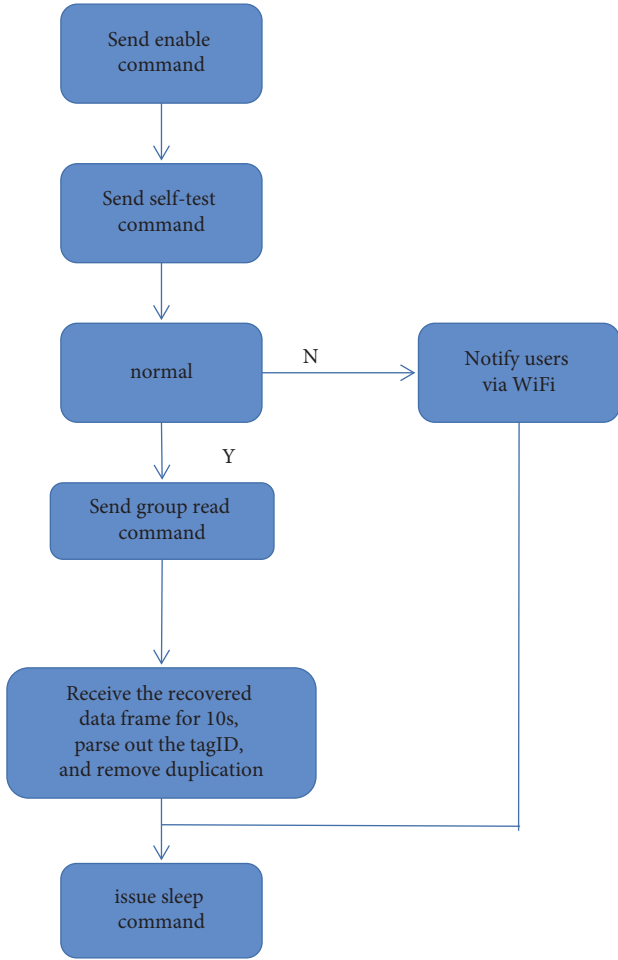 Send enable
command
Send self-test
command
normal
N
Notify users
via WiFi
Y
Send group read
command
Receive the recovered
data frame for 10s,
parse out the tagID,
and remove duplication
issue sleep
command